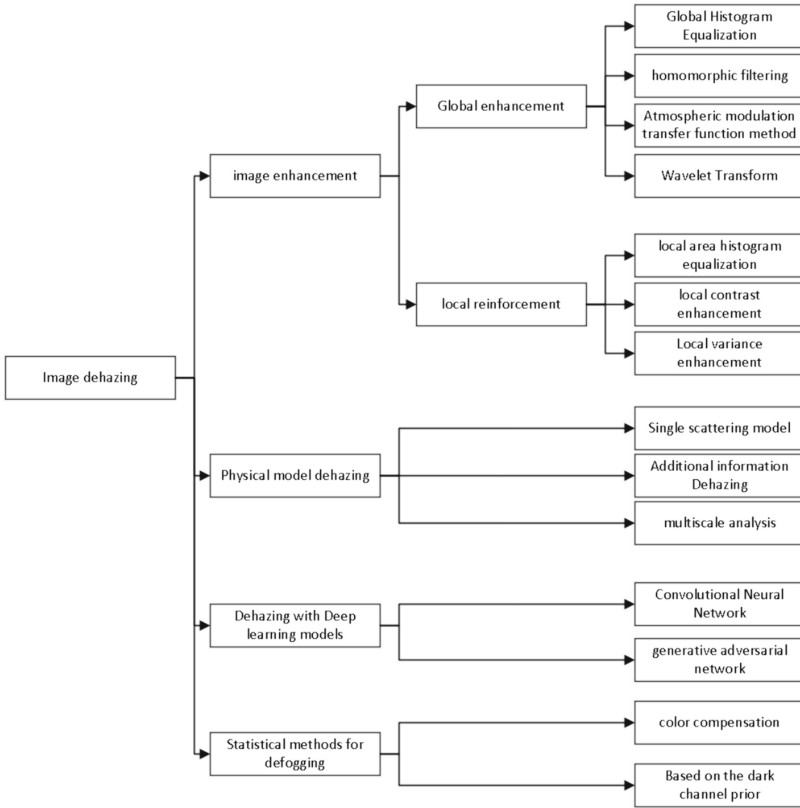 Image dehazing
image enhancement
Global enhancement
Global Histogram
Equalization
homomorphic filtering
Atmospheric modulation
transfer function method
Wavelet Transform
local reinforcement
local area histogram
equalization
local contrast
enhancement
Local variance
enhancement
Physical model dehazing
Single scattering model
Additional information
Dehazing
multiscale analysis
Dehazing with Deep
learning models
Convolutional Neural
Network
generative adversarial
network
Statistical methods for
defogging
color compensation
Based on the dark
channel prior